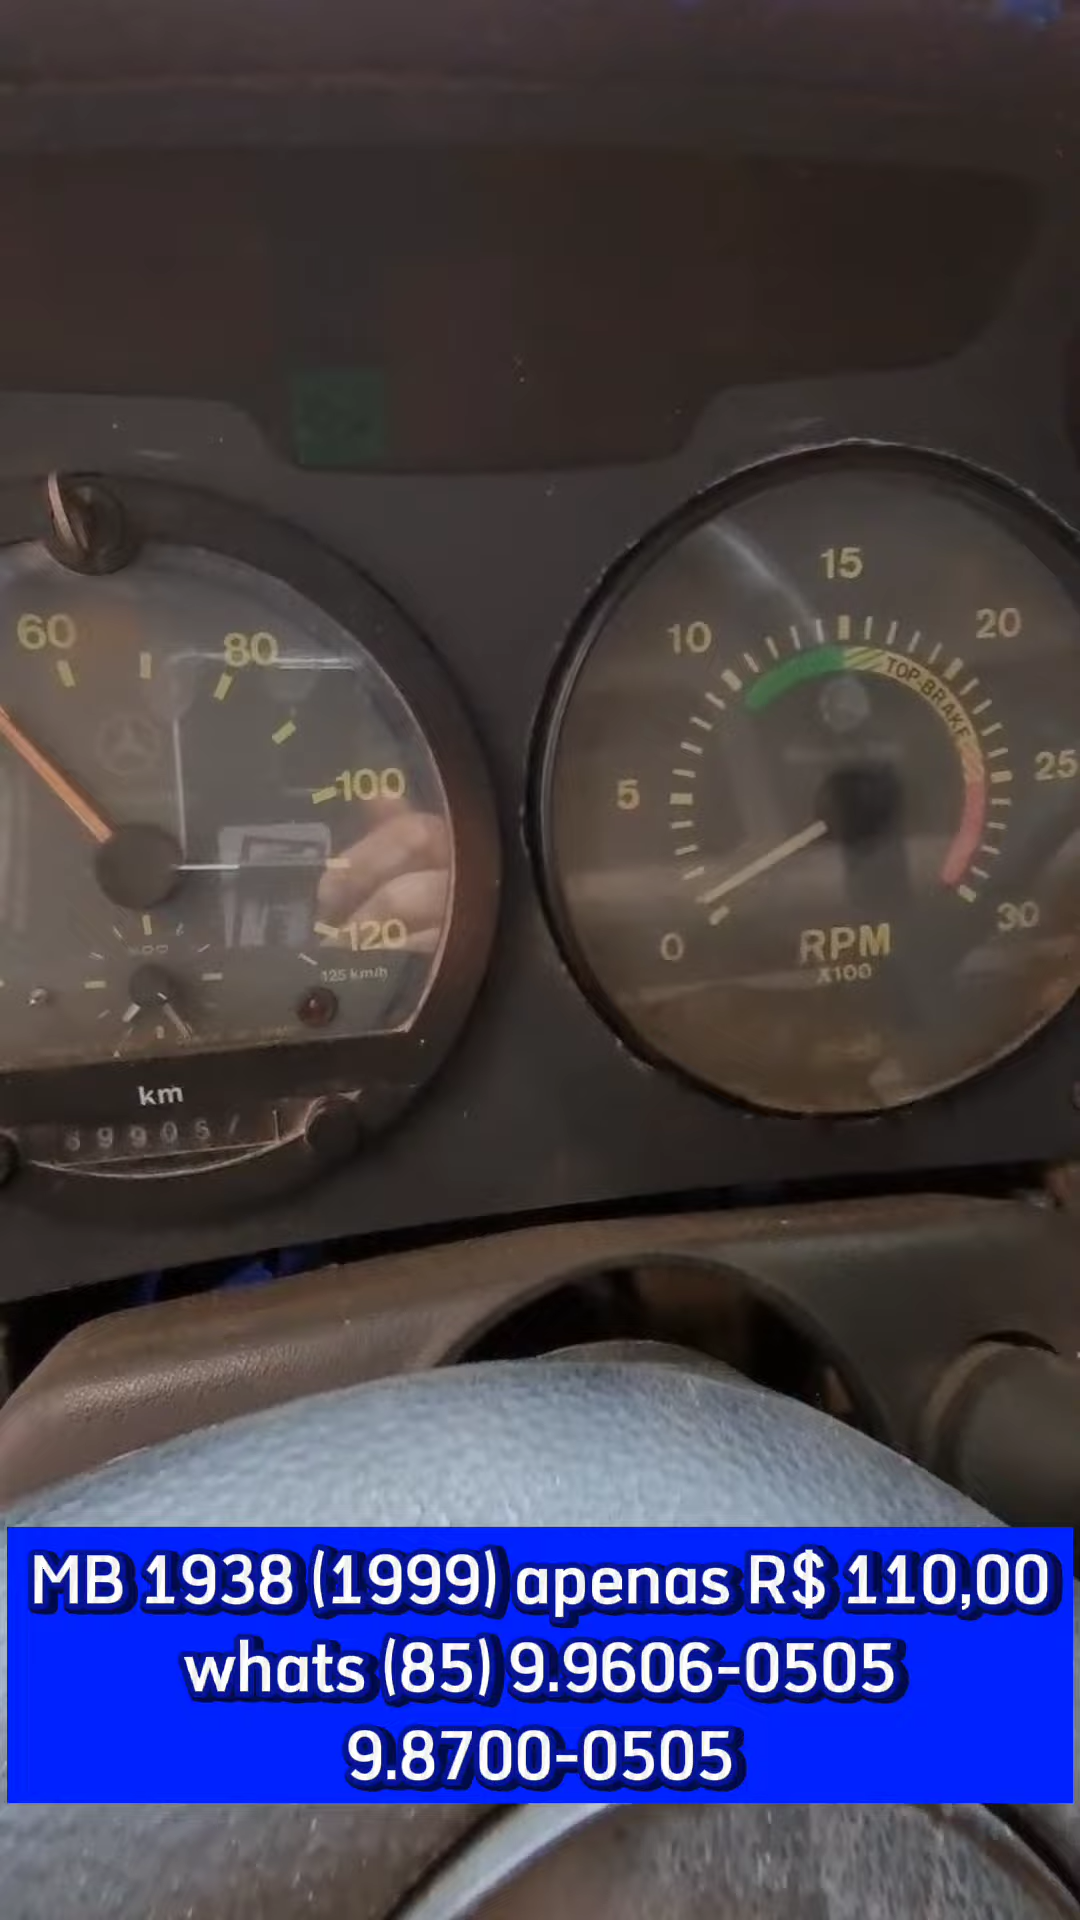 15
10
20
60
80
TOP-BRAKE
100
5
25
120
0
30
RPM
X100
125 km/h
km
MB 1938 (1999) apenas R$ 110,00
whats (85) 9.9606-0505
9.8700-0505